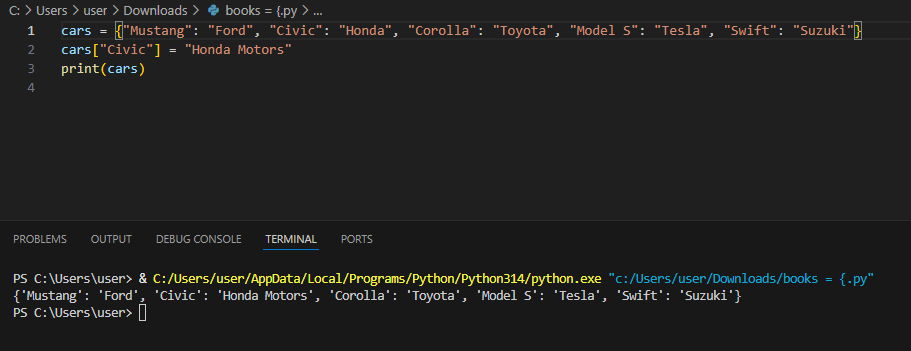 C: > Users > user > Downloads > books = {.py > ...
1 cars = {"Mustang": "Ford", "Civic": "Honda", "Corolla": "Toyota", "Model S": "Tesla", "Swift": "Suzuki"}
2 cars["Civic"] = "Honda Motors"
3 print(cars)
4
PROBLEMS OUTPUT DEBUG CONSOLE TERMINAL PORTS
PS C:\Users\user> & C:/Users/user/AppData/Local/Programs/Python/Python314/python.exe "c:/Users/user/Downloads/books = {.py"
{'Mustang': 'Ford', 'Civic': 'Honda Motors', 'Corolla': 'Toyota', 'Model S': 'Tesla', 'Swift': 'Suzuki'}
PS C:\Users\user>